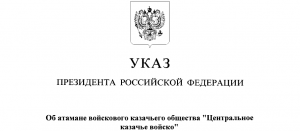 УКАЗ
ПРЕЗИДЕНТА РОССИЙСКОЙ ФЕДЕРАЦИИ
Об атамане войскового казачьего общества "Центральное
казачье войско"